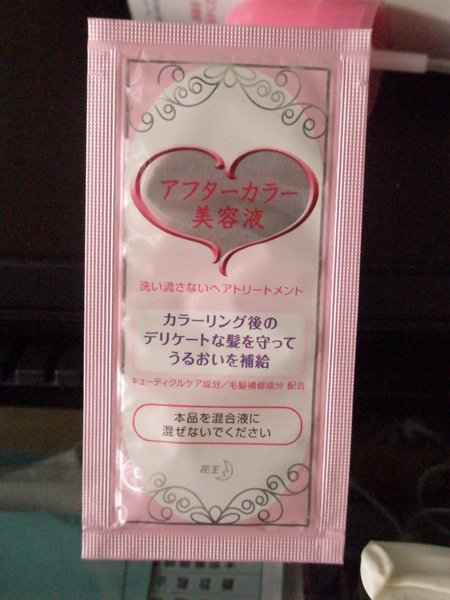 アフターカラー
美容液
洗い流さないヘアトリートメント
カラーリング後の
デリケートな髪を守って
うるおいを補給
キューティクルケア成分／毛髪補修成分 配合
本品を混合液に
混ぜないでください
花王